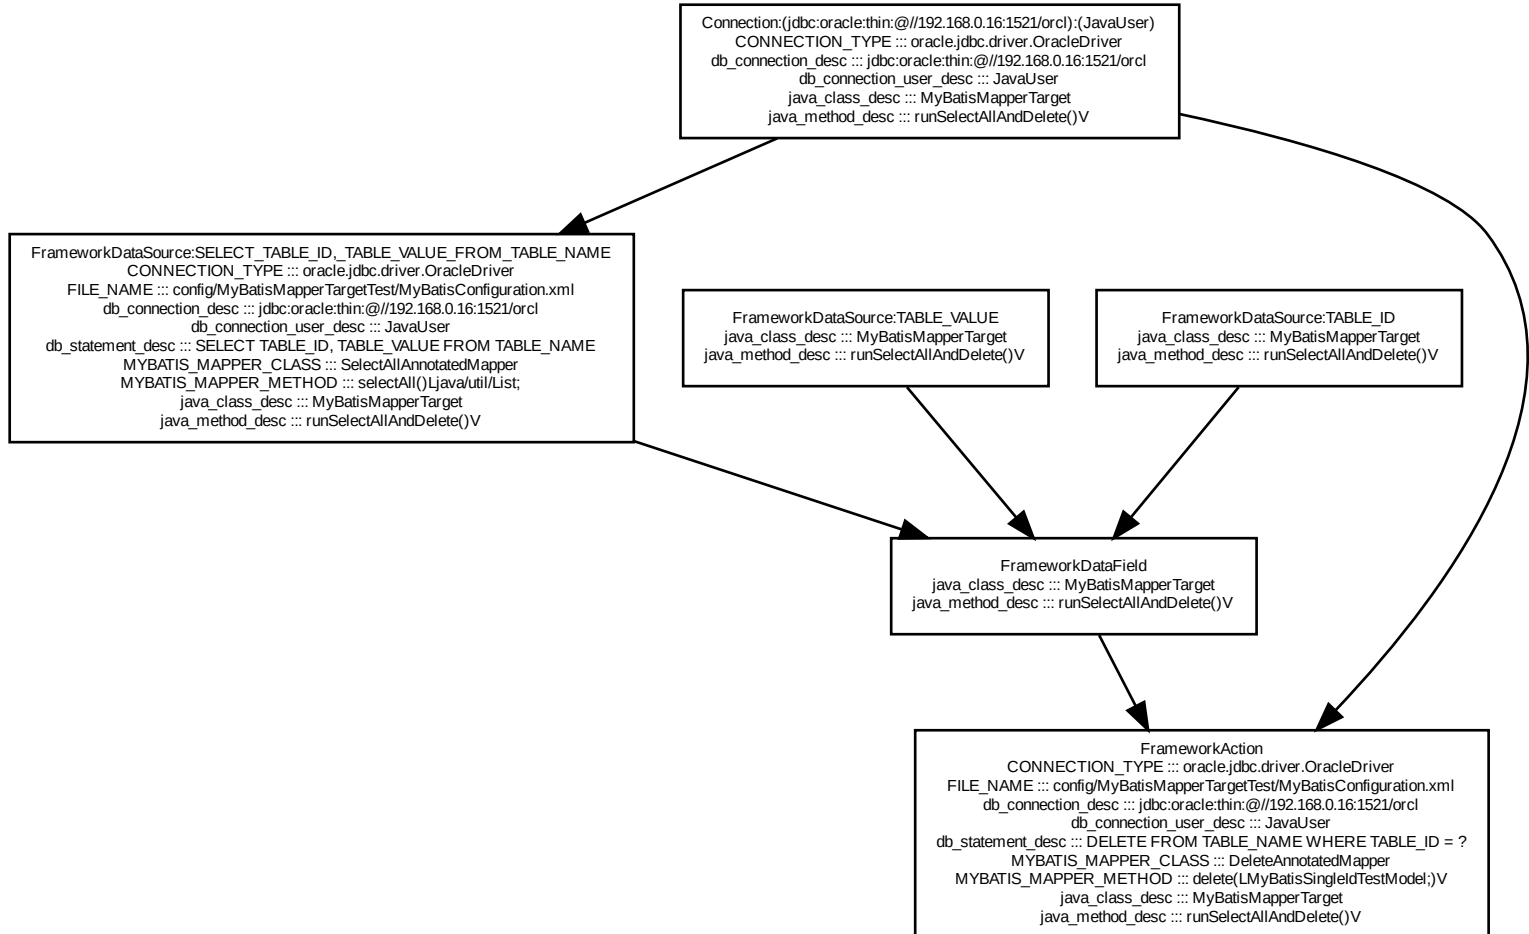 Connection:(jdbc:oracle:thin:@//192.168.0.16:1521/orcl):(JavaUser)
CONNECTION_TYPE ::: oracle.jdbc.driver.OracleDriver
db_connection_desc ::: jdbc:oracle:thin:@//192.168.0.16:1521/orcl
db_connection_user_desc ::: JavaUser
java_class_desc ::: MyBatisMapperTarget
java_method_desc ::: runSelectAllAndDelete()V
FrameworkDataSource:SELECT_TABLE_ID,_TABLE_VALUE_FROM_TABLE_NAME
CONNECTION_TYPE ::: oracle.jdbc.driver.OracleDriver
FILE_NAME ::: config/MyBatisMapperTargetTest/MyBatisConfiguration.xml
db_connection_desc ::: jdbc:oracle:thin:@//192.168.0.16:1521/orcl
db_connection_user_desc ::: JavaUser
db_statement_desc ::: SELECT TABLE_ID, TABLE_VALUE FROM TABLE_NAME
MYBATIS_MAPPER_CLASS ::: SelectAllAnnotatedMapper
MYBATIS_MAPPER_METHOD ::: selectAll()Ljava/util/List;
java_class_desc ::: MyBatisMapperTarget
java_method_desc ::: runSelectAllAndDelete()V
FrameworkDataSource:TABLE_VALUE
java_class_desc ::: MyBatisMapperTarget
java_method_desc ::: runSelectAllAndDelete()V
FrameworkDataSource:TABLE_ID
java_class_desc ::: MyBatisMapperTarget
java_method_desc ::: runSelectAllAndDelete()V
FrameworkDataField
java_class_desc ::: MyBatisMapperTarget
java_method_desc ::: runSelectAllAndDelete()V
FrameworkAction
CONNECTION_TYPE ::: oracle.jdbc.driver.OracleDriver
FILE_NAME ::: config/MyBatisMapperTargetTest/MyBatisConfiguration.xml
db_connection_desc ::: jdbc:oracle:thin:@//192.168.0.16:1521/orcl
db_connection_user_desc ::: JavaUser
db_statement_desc ::: DELETE FROM TABLE_NAME WHERE TABLE_ID = ?
MYBATIS_MAPPER_CLASS ::: DeleteAnnotatedMapper
MYBATIS_MAPPER_METHOD ::: delete(LMyBatisSingleIdTestModel;)V
java_class_desc ::: MyBatisMapperTarget
java_method_desc ::: runSelectAllAndDelete()V